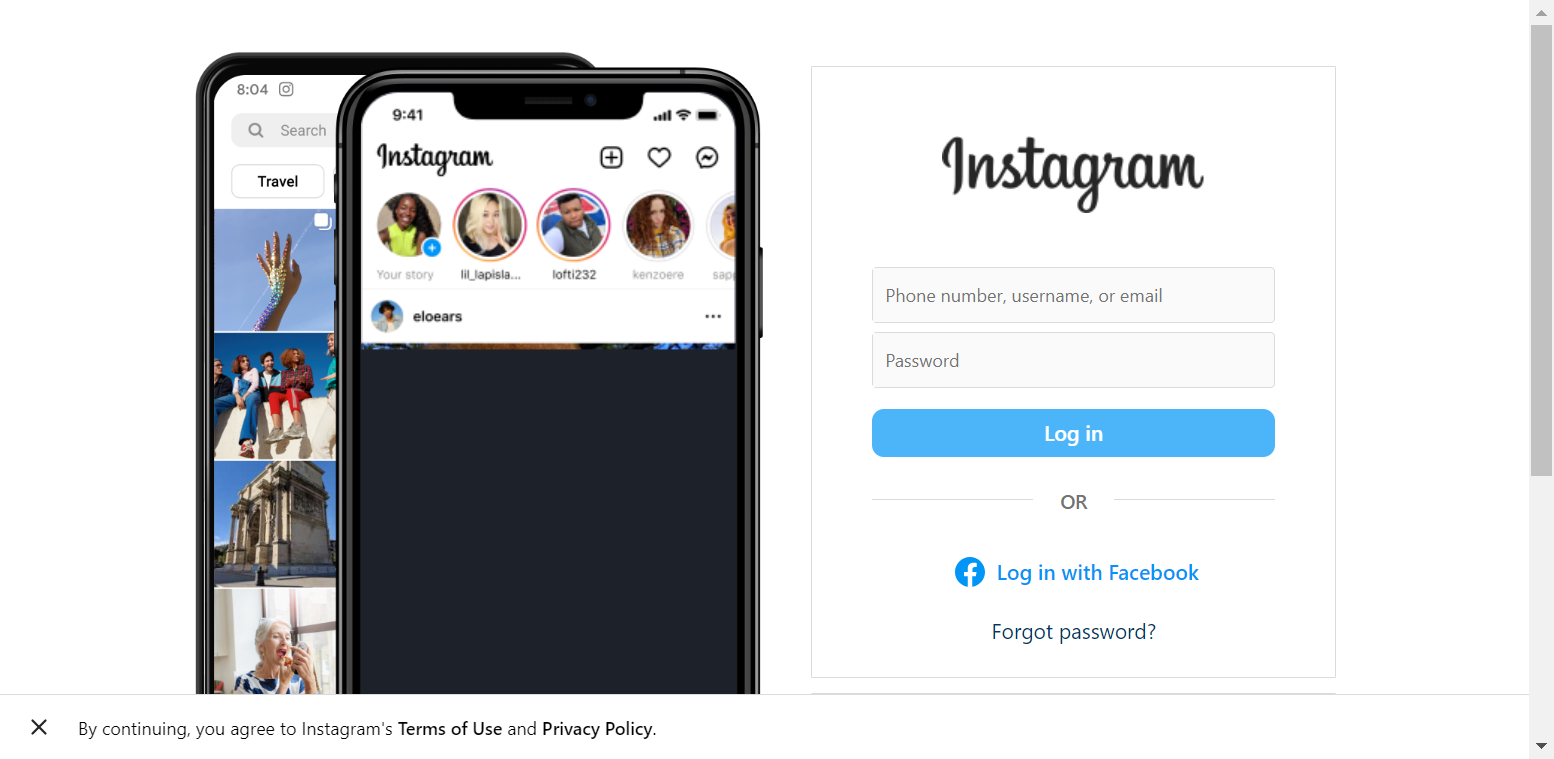 8:04
Search
Travel
9:41
Instagram
Your story
lil_lapisla...
lofti232
kenzoere
eloears
Instagram
Phone number, username, or email
Password
Log in
OR
Log in with Facebook
Forgot password?
By continuing, you agree to Instagram's Terms of Use and Privacy Policy.